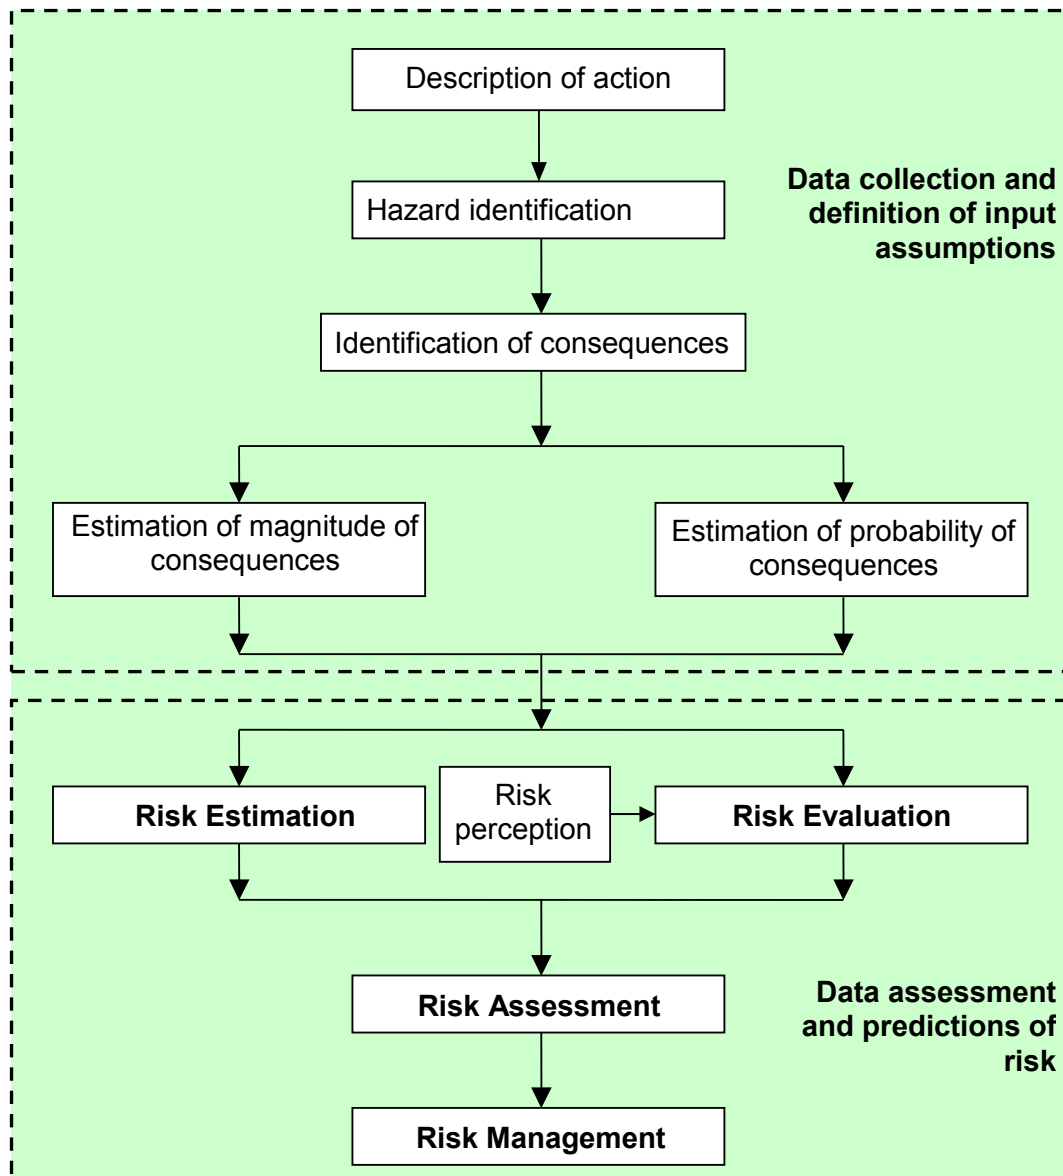 Description of action
Hazard identification
Data collection and
definition of input
assumptions
Identification of consequences
Estimation of magnitude of
consequences
Estimation of probability of
consequences
Risk Estimation
Risk
perception
Risk Evaluation
Risk Assessment
Data assessment
and predictions of
risk
Risk Management